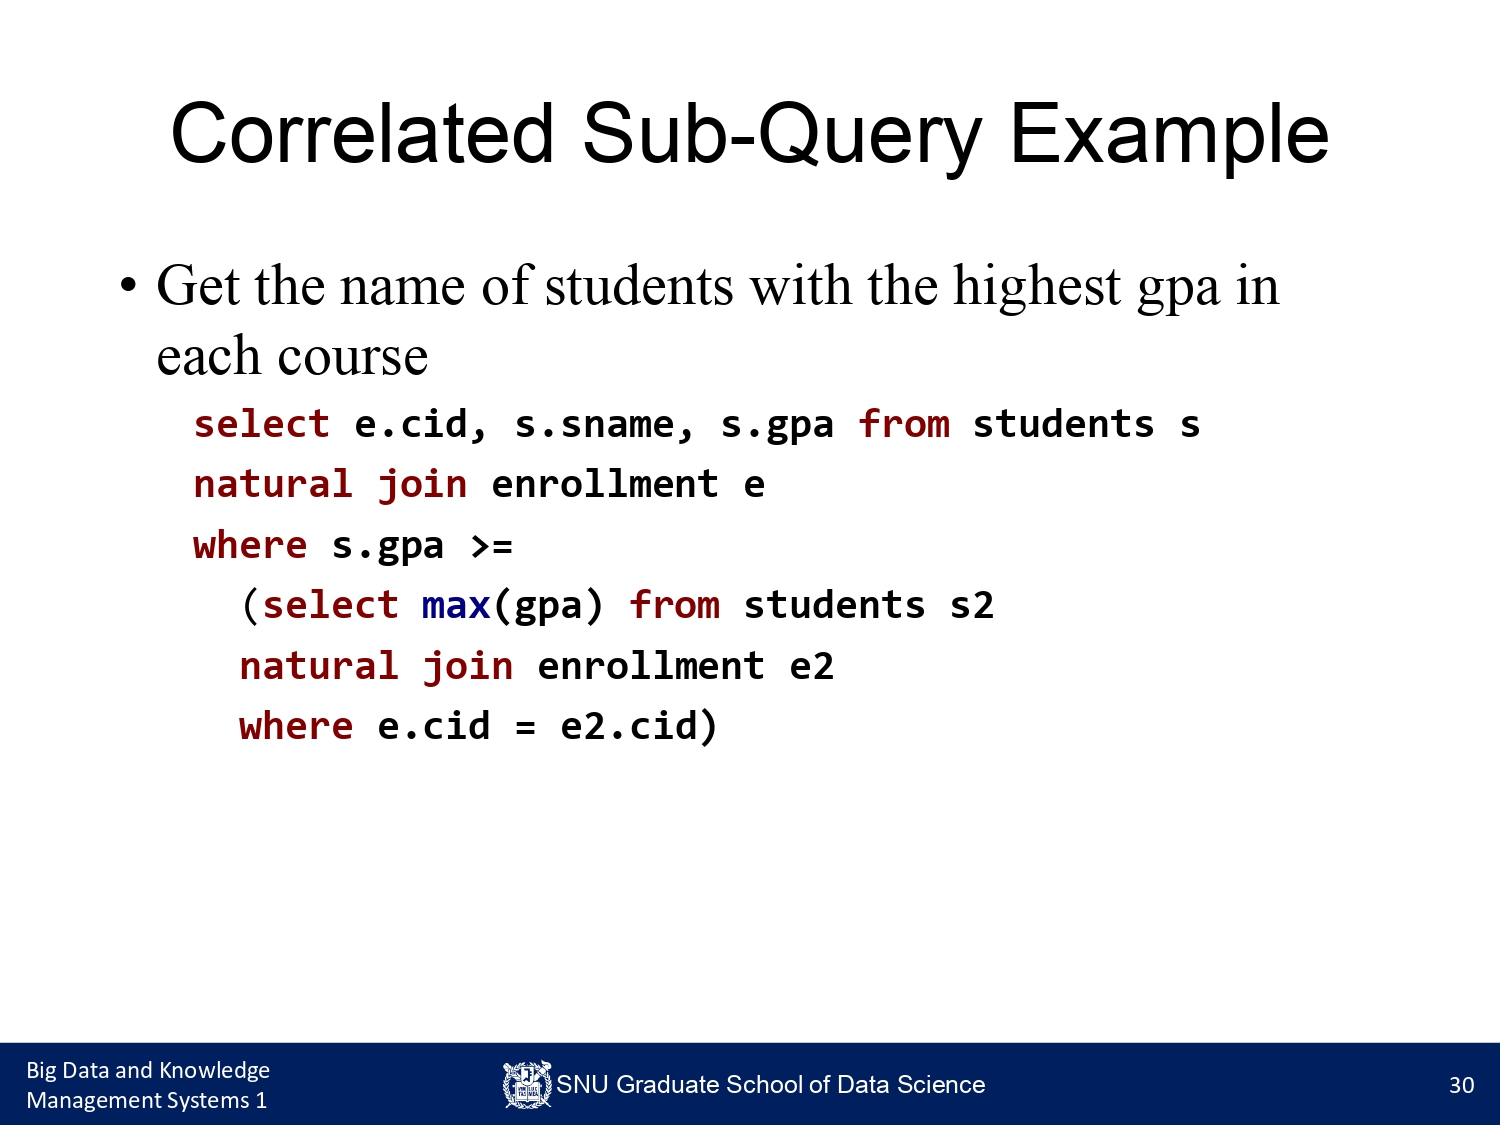 Correlated Sub-Query Example
• Get the name of students with the highest gpa in
each course
select e.cid, s.sname, s.gpa from students s
natural join enrollment e
where s.gpa >=
(select max(gpa) from students s2
natural join enrollment e2
where e.cid = e2.cid)
Big Data and Knowledge
Management Systems 1
SNU Graduate School of Data Science
30